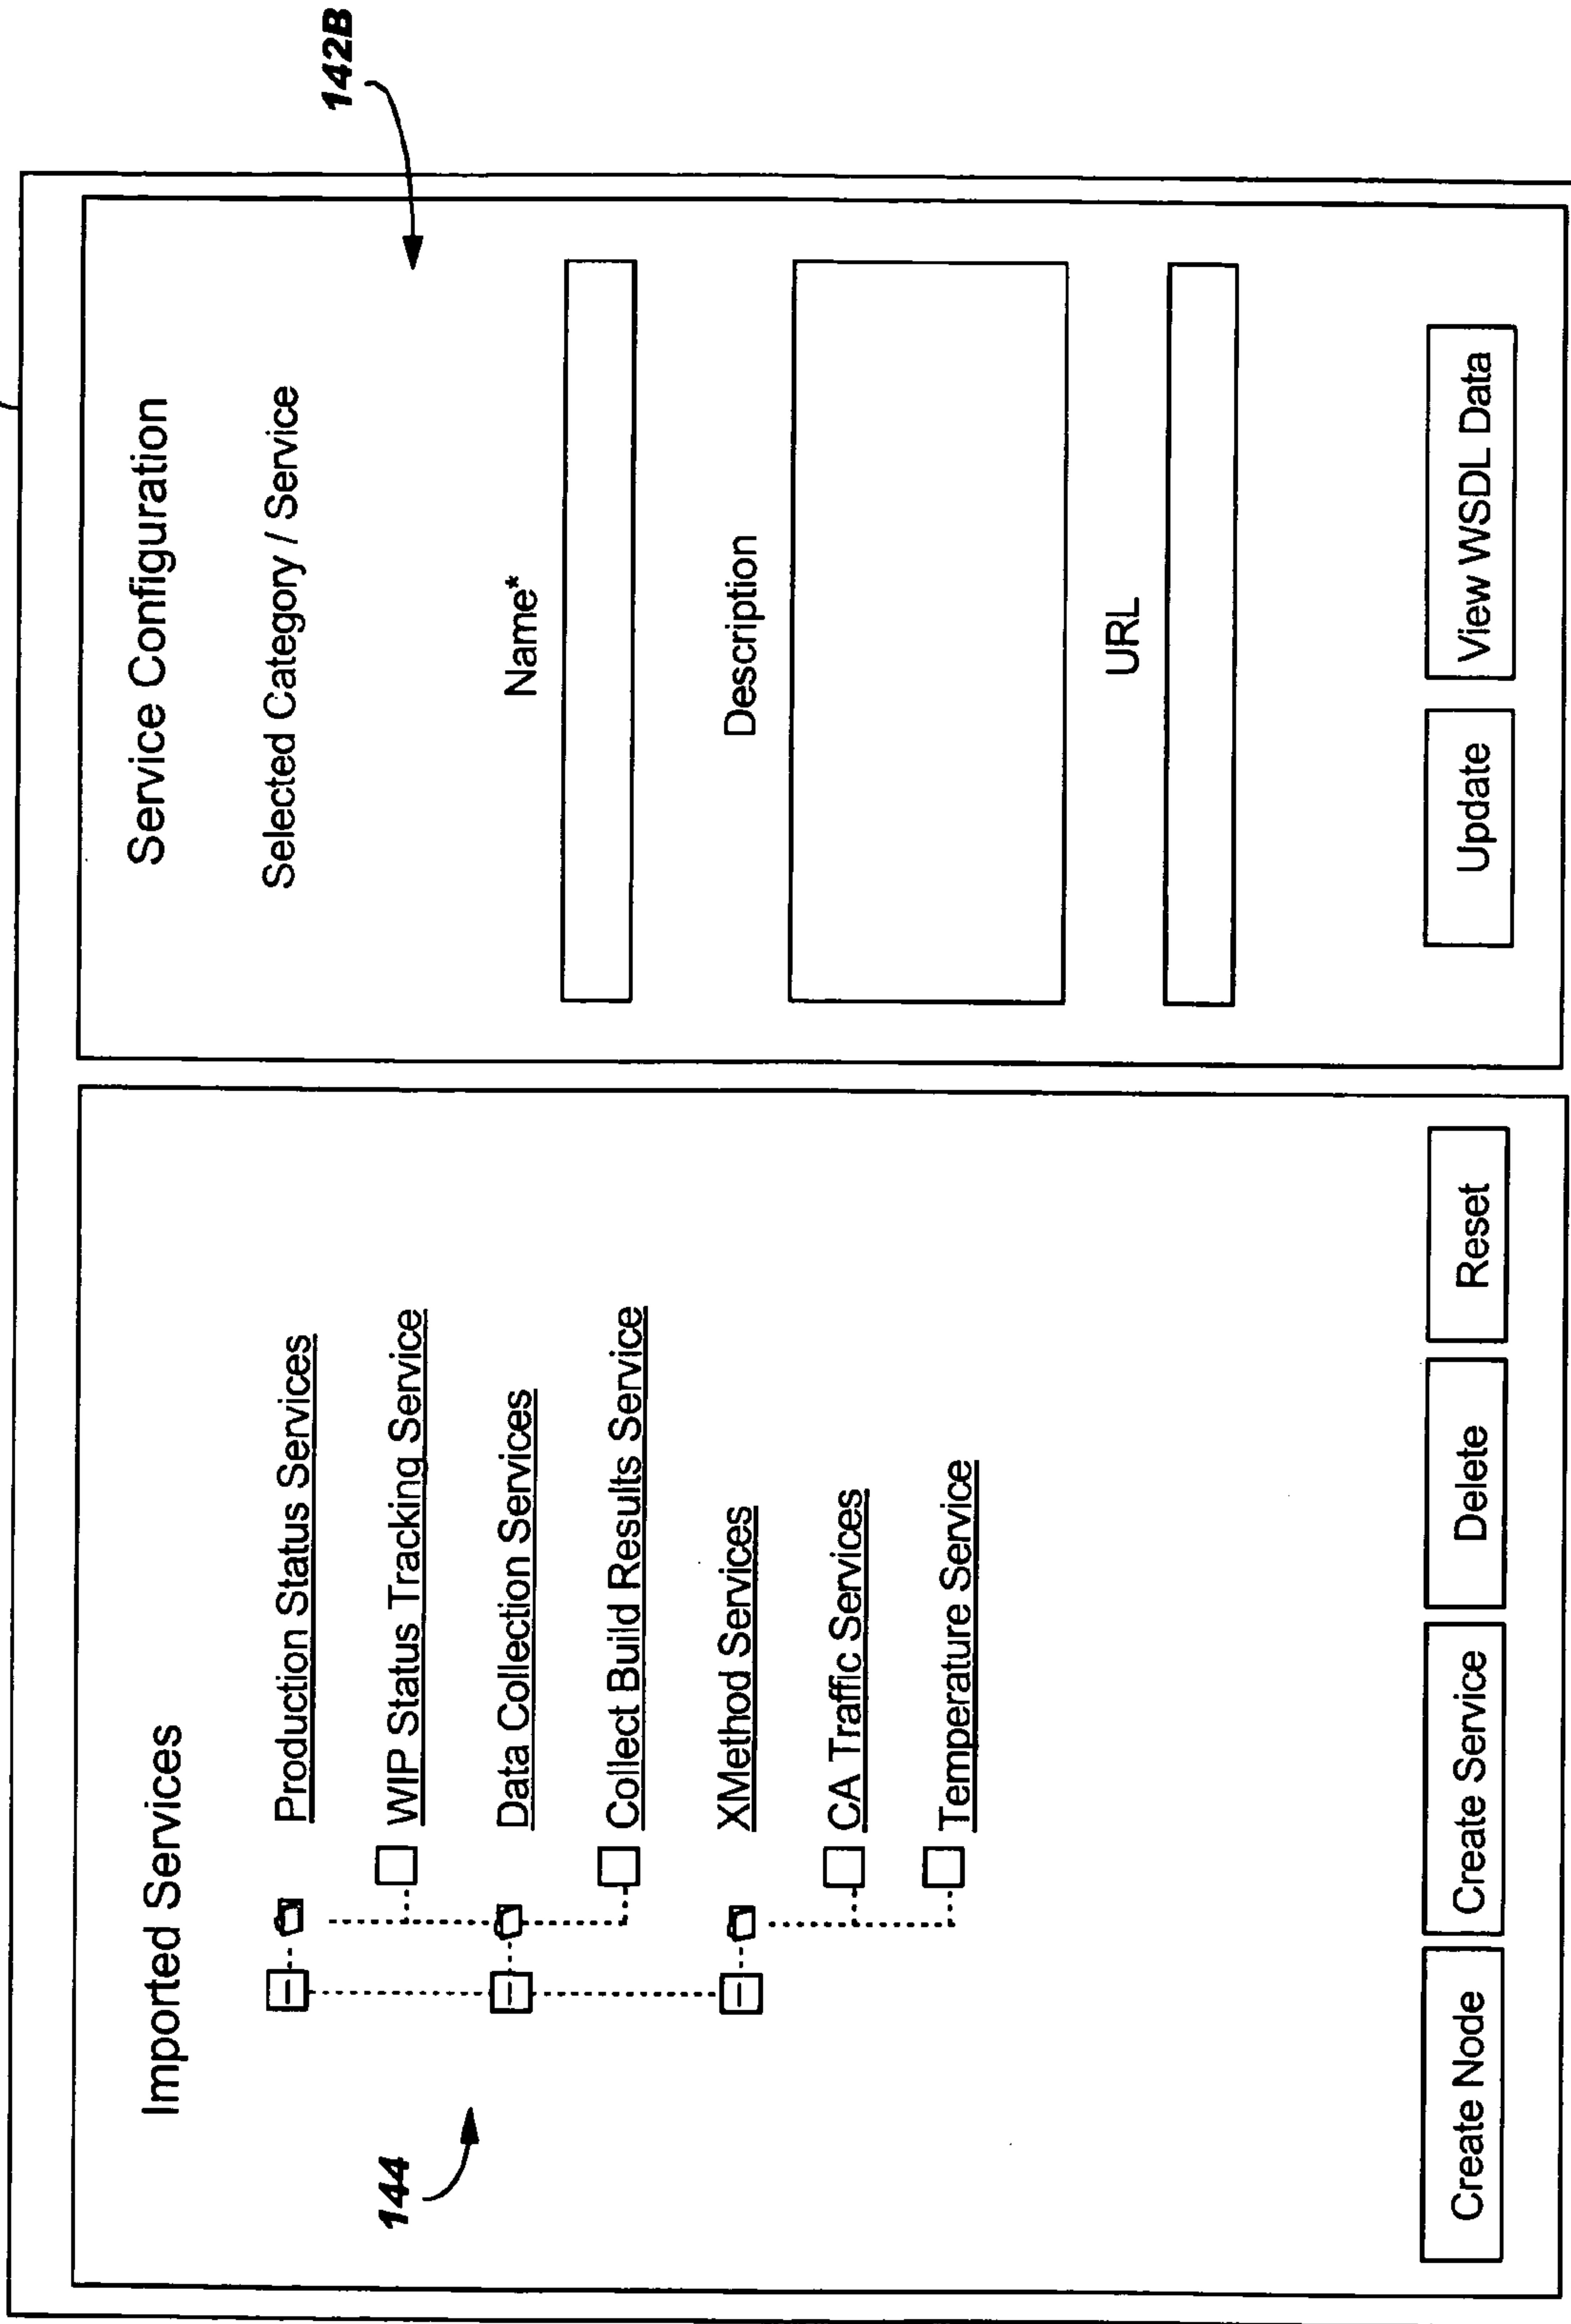 Imported Services
144
Production Status Services
WIP Status Tracking Service
Data Collection Services
Collect Build Results Service
XMethod Services
CA Traffic Services
Temperature Service
Create Node
Create Service
Delete
Reset
142B
Service Configuration
Selected Category / Service
Name*
Description
URL
Update
View WSDL Data